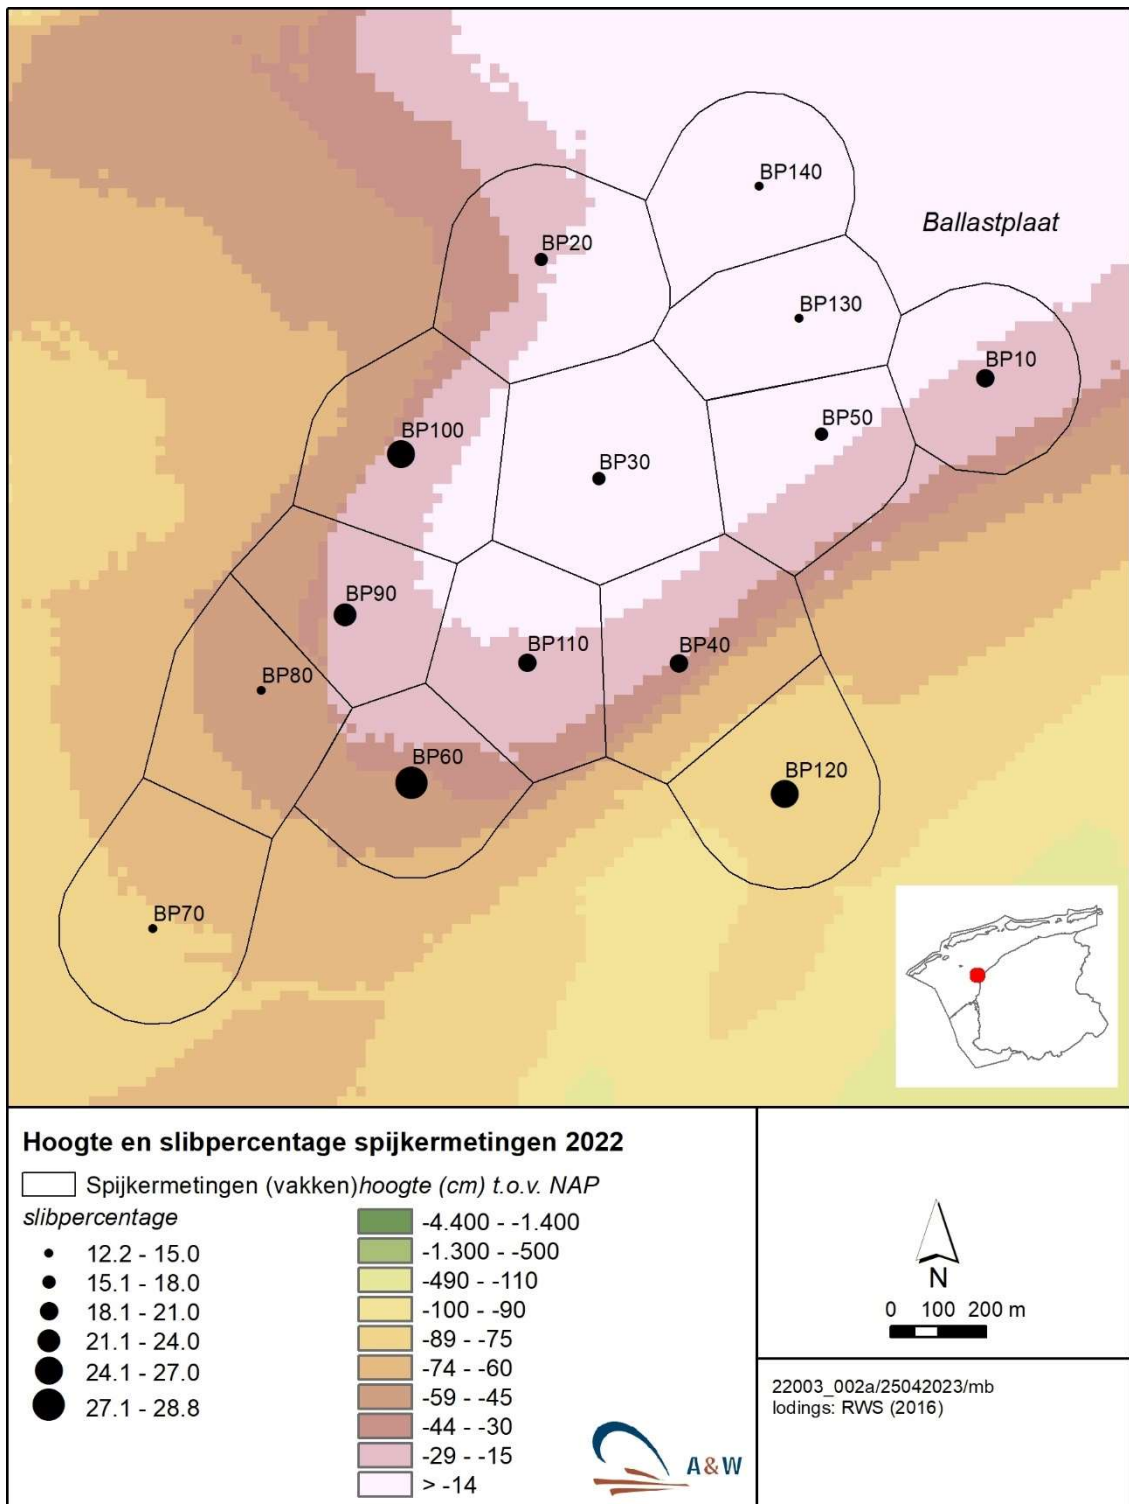 BP140
Ballastplaat
BP20
BP130
BP10
BP50
BP100
BP30
BP90
BP110
BP40
BP80
BP60
BP120
BP70
Hoogte en slibpercentage spijkermetingen 2022
Spijkermetingen (vakken)
slibpercentage
12.2 - 15.0
15.1 - 18.0
18.1 - 21.0
21.1 - 24.0
24.1 - 27.0
27.1 - 28.8
hoogte (cm) t.o.v. NAP
-4.400 - -1.400
-1.300 - -500
-490 - -110
-100 - -90
-89 - -75
-74 - -60
-59 - -45
-44 - -30
-29 - -15
> -14
A&W
N
0 100 200 m
22003_002a/25042023/mb
lodings: RWS (2016)